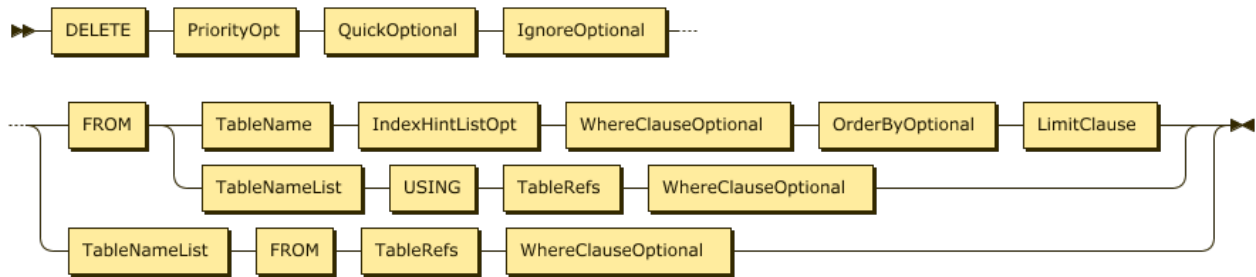 DELETE PriorityOpt QuickOptional IgnoreOptional
FROM TableName IndexHintListOpt WhereClauseOptional OrderByOptional LimitClause
TableNameList USING TableRefs WhereClauseOptional
TableNameList FROM TableRefs WhereClauseOptional